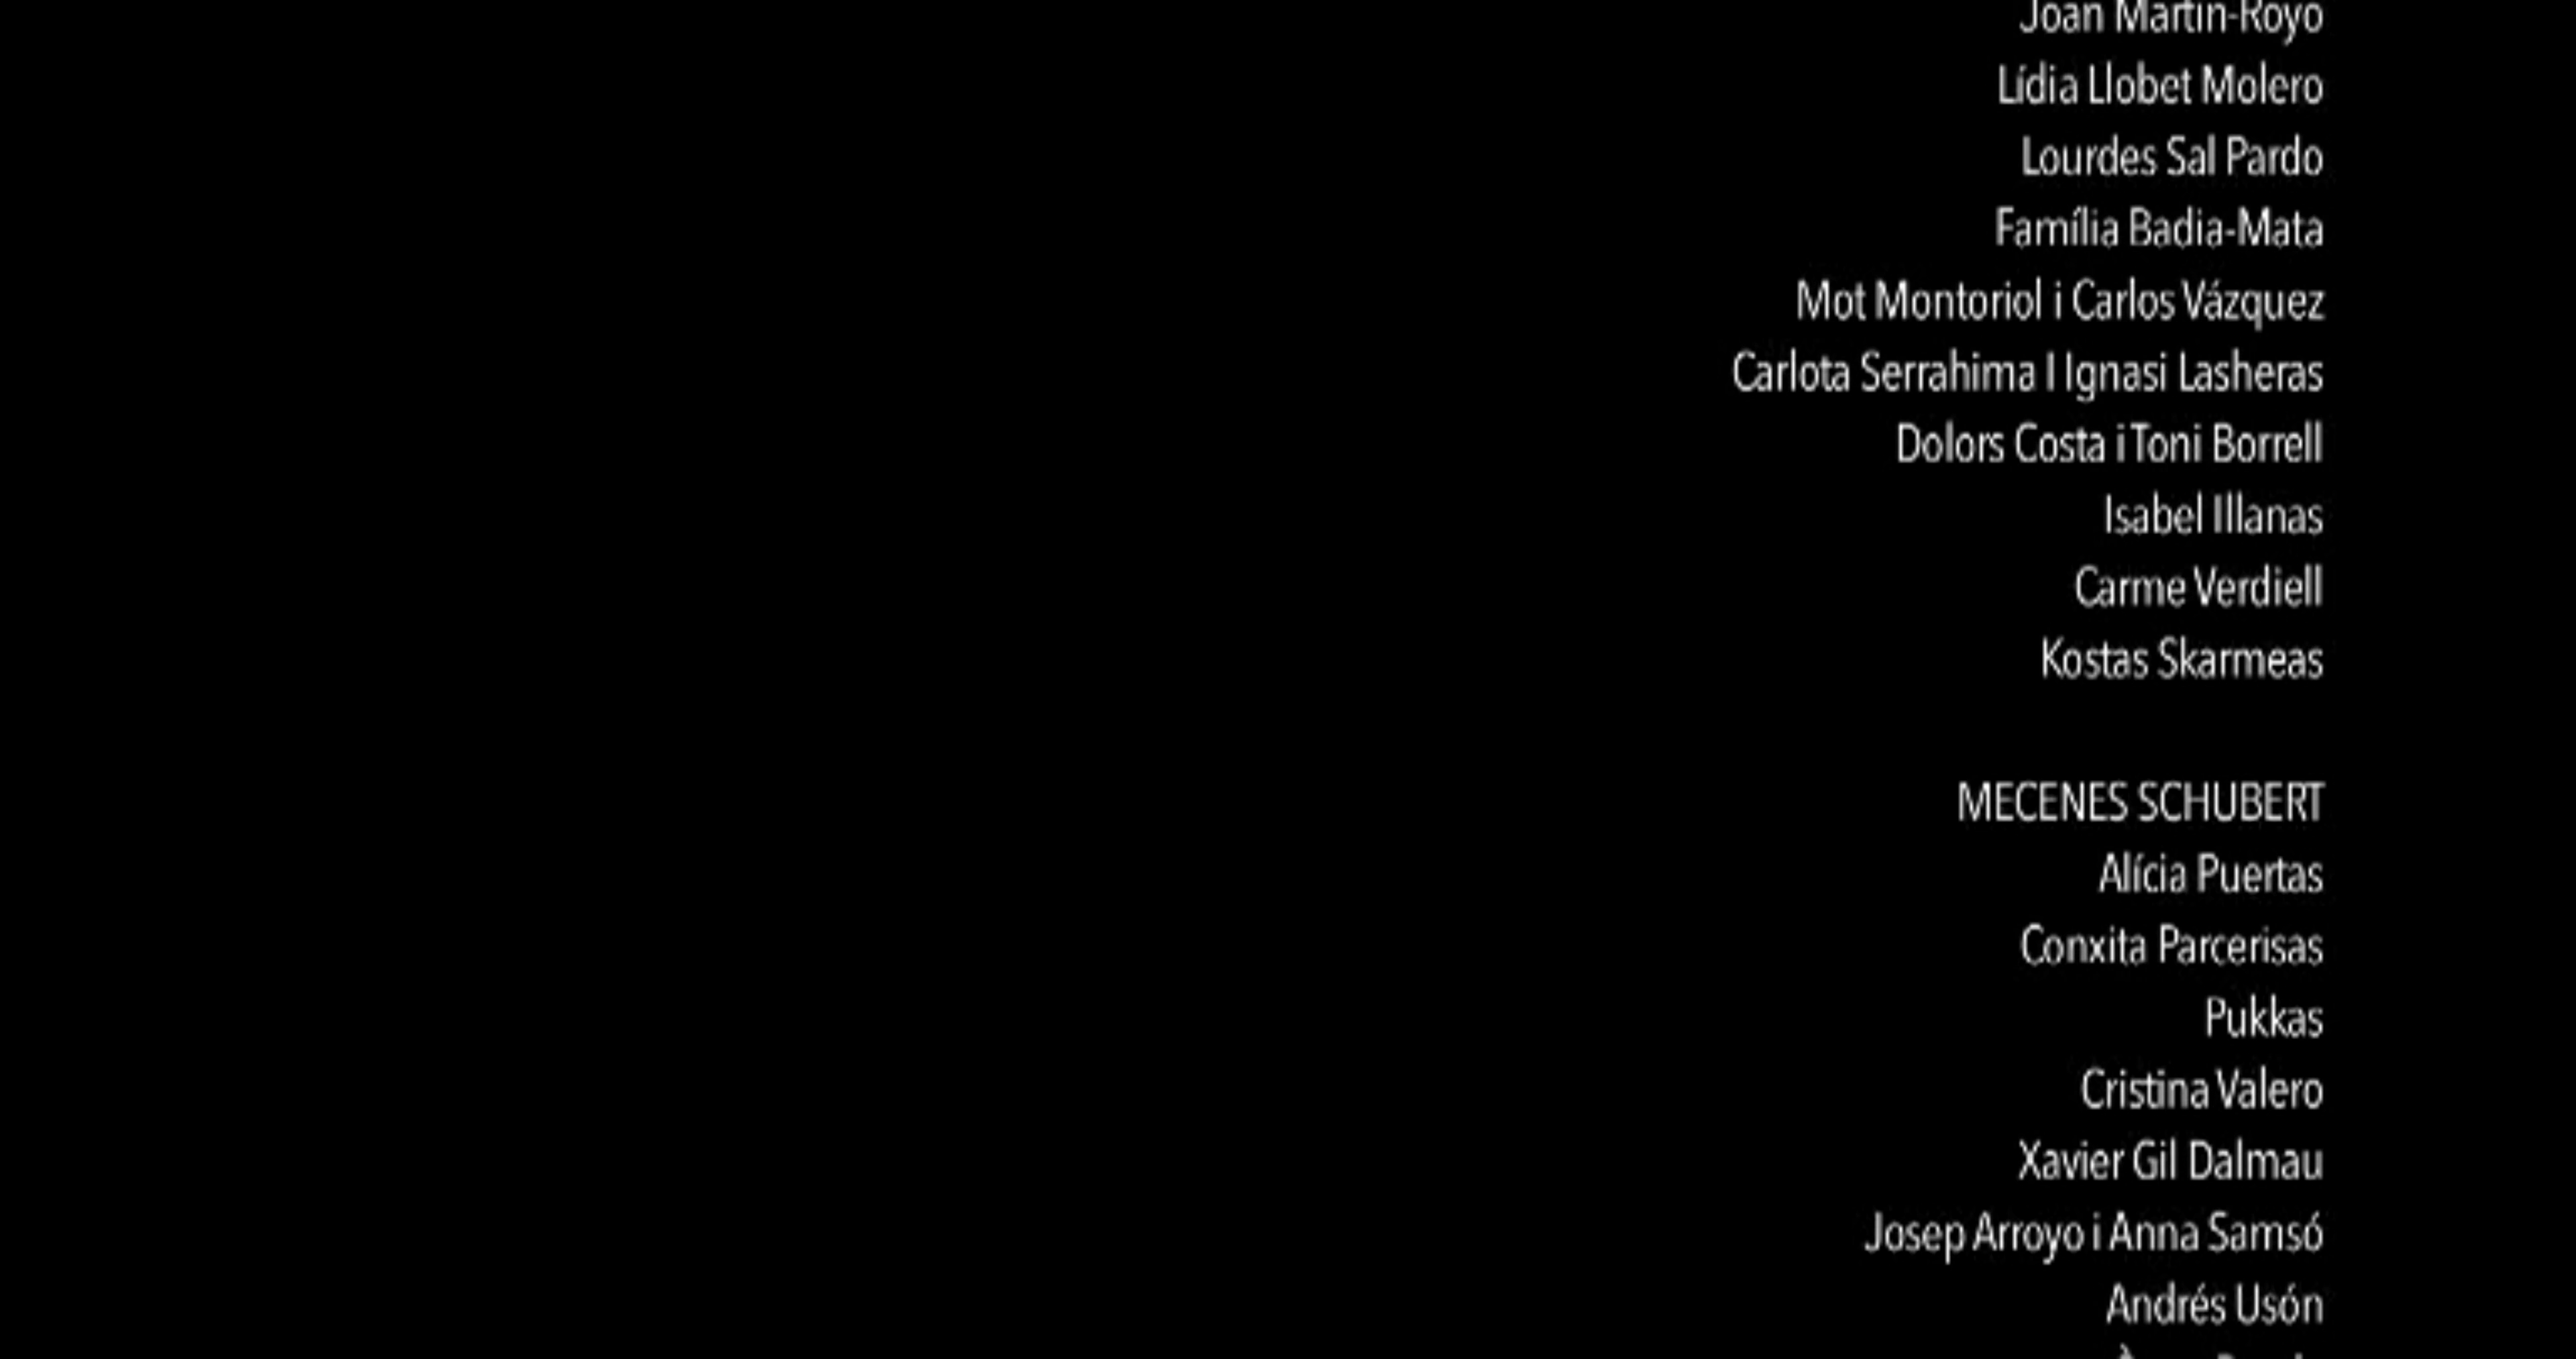 Joan Martín-Royo
Lídia Llobet Molero
Lourdes Sal Pardo
Família Badia-Mata
Mot Montoriol i Carlos Vázquez
Carlota Serrahima I Ignasi Lasheras
Dolors Costa i Toni Borrell
Isabel Illanas
Carme Verdiell
Kostas Skarmeas
MECENES SCHUBERT
Alícia Puertas
Conxita Parcerisas
Pukkas
Cristina Valero
Xavier Gil Dalmau
Josep Arroyo i Anna Samsó
Andrés Usón